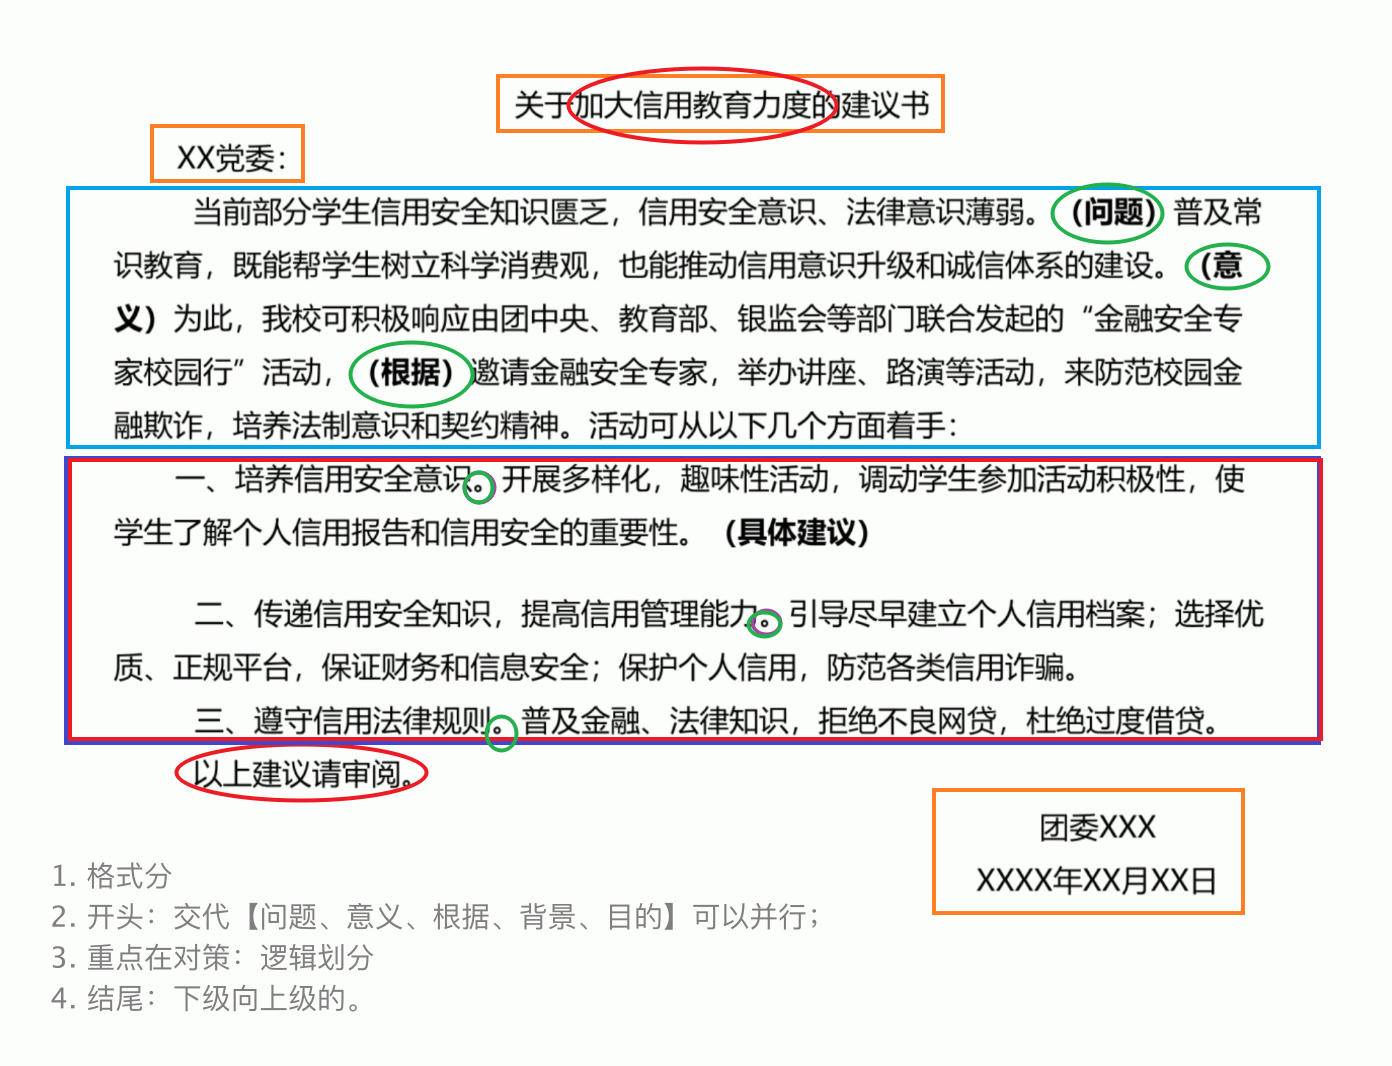 关于加大信用教育力度的建议书
XX党委：
当前部分学生信用安全知识匮乏，信用安全意识、法律意识薄弱。（问题）普及常
识教育，既能帮学生树立科学消费观，也能推动信用意识升级和诚信体系的建设。（意
义）为此，我校可积极响应由团中央、教育部、银监会等部门联合发起的“金融安全专
家校园行”活动，（根据）邀请金融安全专家，举办讲座、路演等活动，来防范校园金
融欺诈，培养法制意识和契约精神。活动可从以下几个方面着手：
一、培养信用安全意识。开展多样化，趣味性活动，调动学生参加活动积极性，使
学生了解个人信用报告和信用安全的重要性。（具体建议）
二、传递信用安全知识，提高信用管理能力。引导尽早建立个人信用档案；选择优
质、正规平台，保证财务和信息安全；保护个人信用，防范各类信用诈骗。
三、遵守信用法律规则。普及金融、法律知识，拒绝不良网贷，杜绝过度借贷。
以上建议请审阅。
团委XXX
XXXX年XX月XX日
1. 格式分
2. 开头：交代【问题、意义、根据、背景、目的】可以并行；
3. 重点在对策：逻辑划分
4. 结尾：下级向上级的。